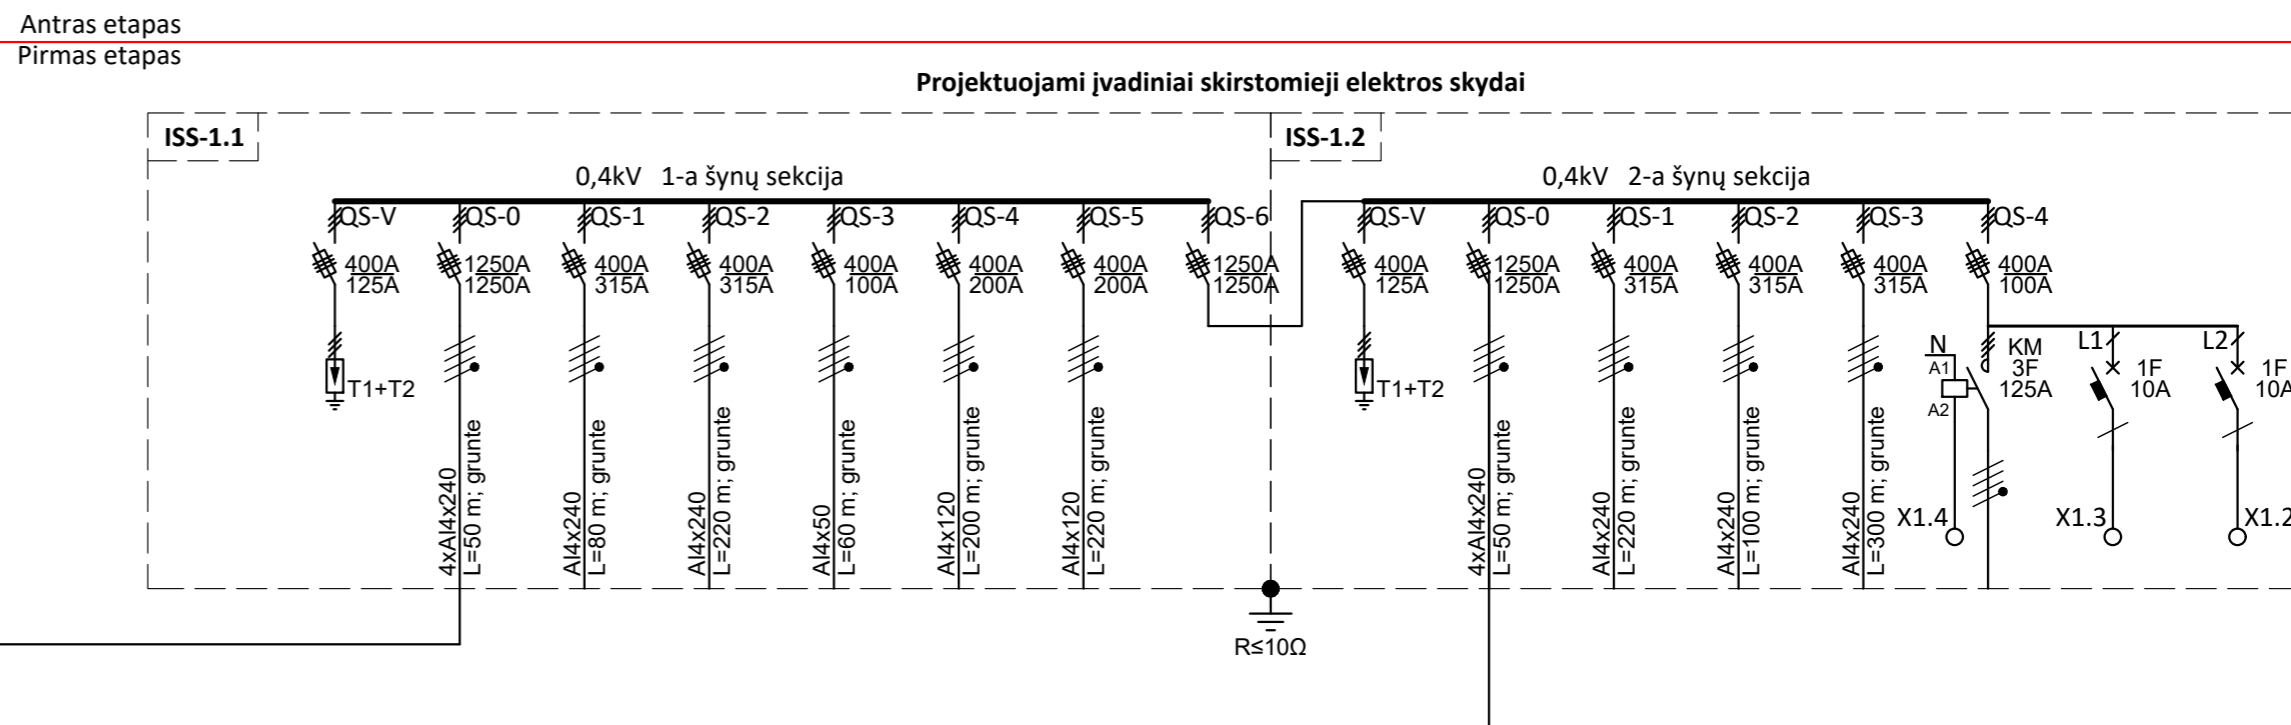 Antras etapas
Pirmas etapas
Projektuojami įvadiniai skirstomieji elektros skydai
ISS-1.1
ISS-1.2
0,4kV 1-a šynų sekcija
0,4kV 2-a šynų sekcija
QS-V
400A
125A
T1+T2
QS-0
1250A
1250A
4xAl4x240
L=50 m; grunte
QS-1
400A
315A
Al4x240
L=80 m; grunte
QS-2
400A
315A
Al4x240
L=220 m; grunte
QS-3
400A
100A
Al4x50
L=60 m; grunte
QS-4
400A
200A
Al4x120
L=200 m; grunte
QS-5
400A
200A
Al4x120
L=220 m; grunte
QS-6
1250A
1250A
R≤10Ω
QS-V
400A
125A
T1+T2
QS-0
1250A
1250A
4xAl4x240
L=50 m; grunte
QS-1
400A
315A
Al4x240
L=220 m; grunte
QS-2
400A
315A
Al4x240
L=100 m; grunte
QS-3
400A
315A
Al4x240
L=300 m; grunte
QS-4
400A
100A
N
A1
A2
X1.4
KM
3F
125A
L1
1F
10A
X1.3
L2
1F
10A
X1.2